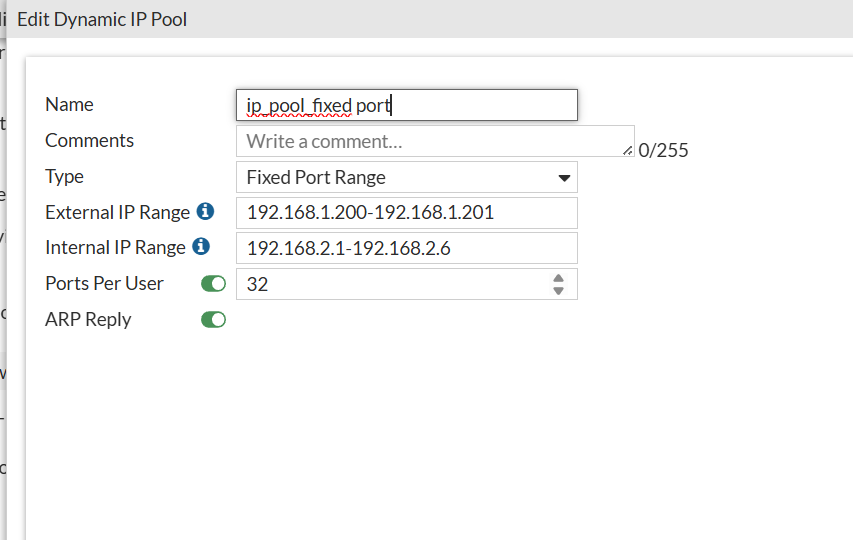 Edit Dynamic IP Pool
Name ip_pool_fixed port
Comments Write a comment... 0/255
Type Fixed Port Range
External IP Range 192.168.1.200-192.168.1.201
Internal IP Range 192.168.2.1-192.168.2.6
Ports Per User 32
ARP Reply